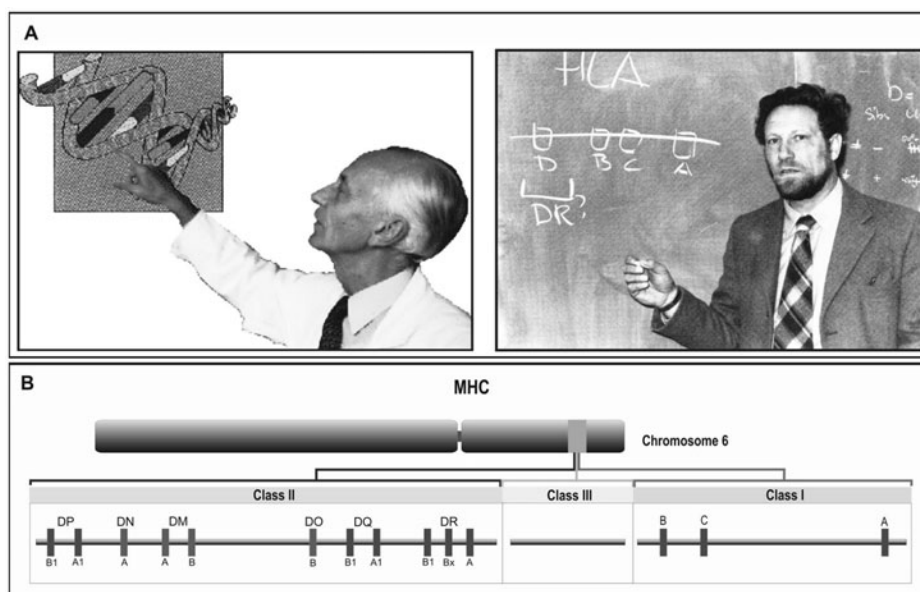 A
HLA
D B C A
DR?
D=
B
MHC
Chromosome 6
Class II Class III Class I
DP DN DM DO DQ DR B C A
B1 A1 A A B B B1 A1 B1 Bx A